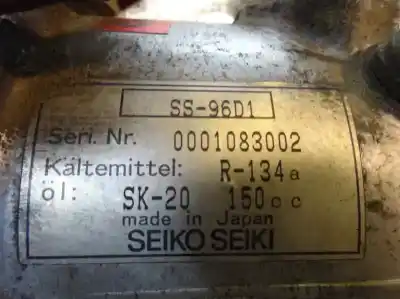 SS-96D1
Seri. Nr. 0001083002
Kältemittel: R-134a
öl: SK-20 150cc
made in Japan
SEIKO SEIKI